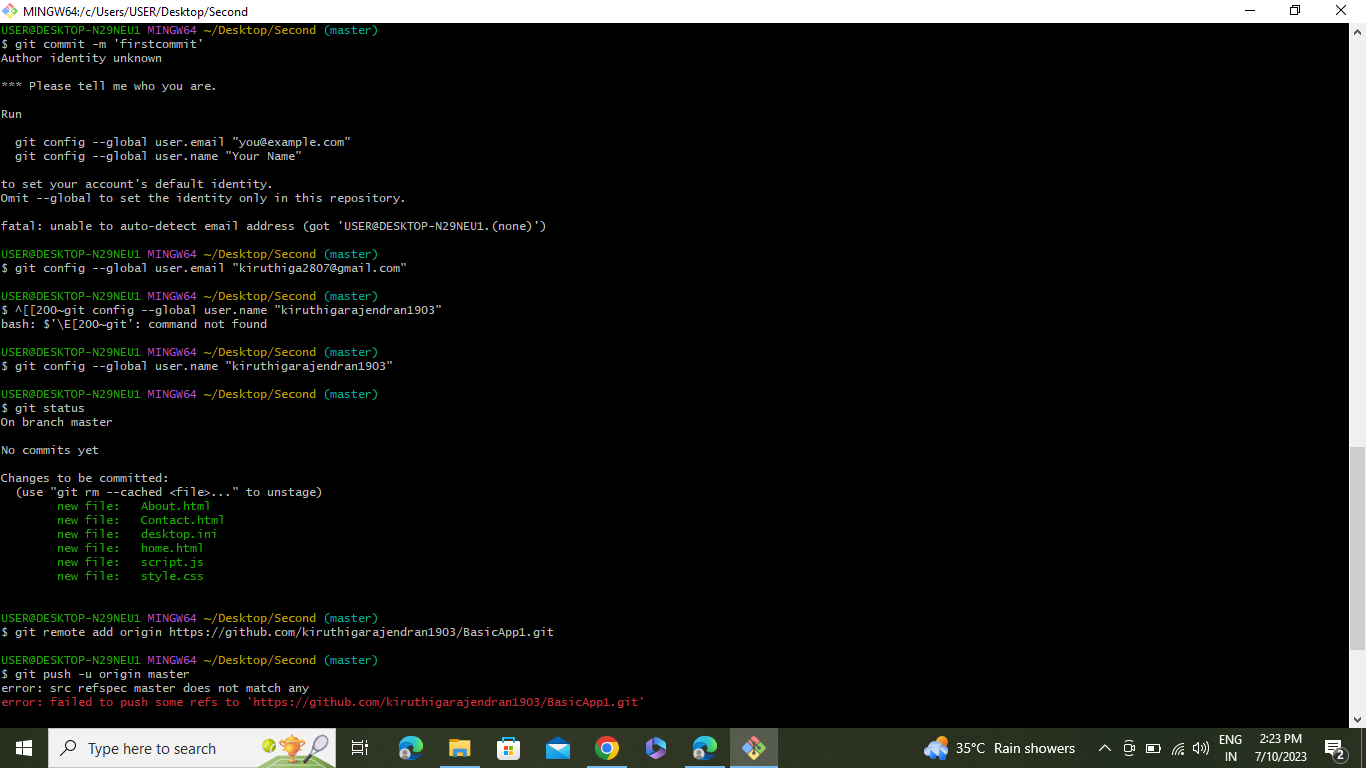 MINGW64:/c/Users/USER/Desktop/Second
USER@DESKTOP-N29NEU1 MINGW64 ~/Desktop/Second (master)
$ git commit -m 'firstcommit'
Author identity unknown
*** Please tell me who you are.
Run
git config --global user.email "you@example.com"
git config --global user.name "Your Name"
to set your account's default identity.
Omit --global to set the identity only in this repository.
fatal: unable to auto-detect email address (got 'USER@DESKTOP-N29NEU1.(none)')
USER@DESKTOP-N29NEU1 MINGW64 ~/Desktop/Second (master)
$ git config --global user.email "kiruthiga2807@gmail.com"
USER@DESKTOP-N29NEU1 MINGW64 ~/Desktop/Second (master)
$ ^[[200~git config --global user.name "kiruthigarajendran1903"
bash: $'\E[200~git': command not found
USER@DESKTOP-N29NEU1 MINGW64 ~/Desktop/Second (master)
$ git config --global user.name "kiruthigarajendran1903"
USER@DESKTOP-N29NEU1 MINGW64 ~/Desktop/Second (master)
$ git status
On branch master
No commits yet
Changes to be committed:
(use "git rm --cached <file>..." to unstage)
new file:   About.html
new file:   Contact.html
new file:   desktop.ini
new file:   home.html
new file:   script.js
new file:   style.css
USER@DESKTOP-N29NEU1 MINGW64 ~/Desktop/Second (master)
$ git remote add origin https://github.com/kiruthigarajendran1903/BasicApp1.git
USER@DESKTOP-N29NEU1 MINGW64 ~/Desktop/Second (master)
$ git push -u origin master
error: src refspec master does not match any
error: failed to push some refs to 'https://github.com/kiruthigarajendran1903/BasicApp1.git'
Type here to search
35°C Rain showers
ENG
IN
2:23 PM
7/10/2023
2